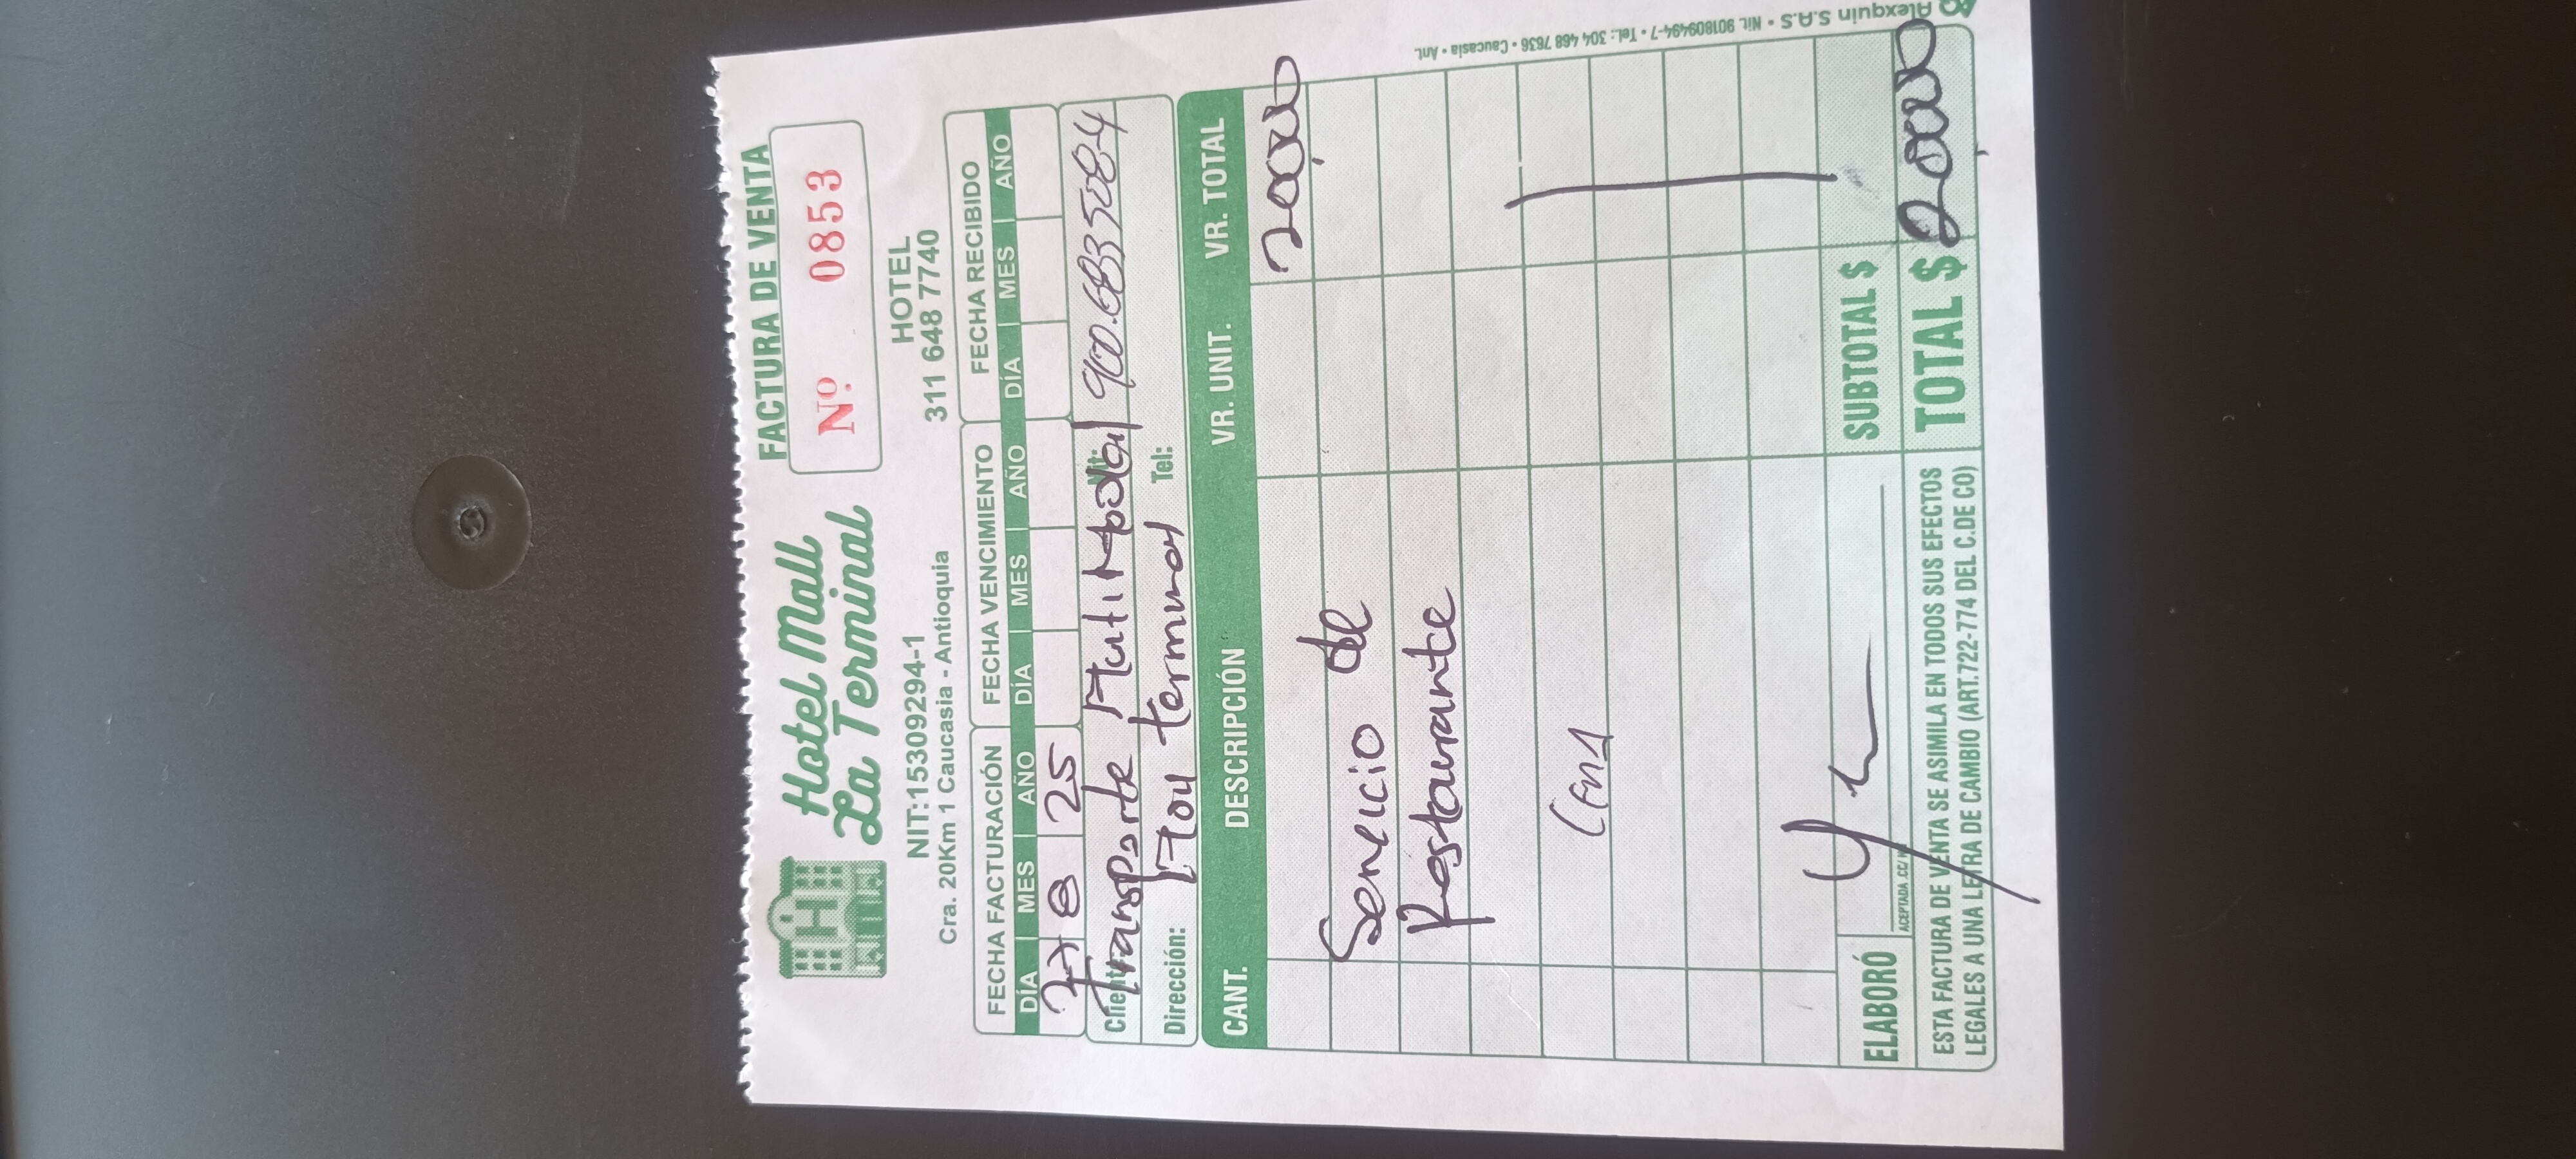 FACTURA DE VENTA
Hotel Mall
La Terminal
Nº 0853
NIT:15309294-1
Cra. 20Km 1 Caucasia - Antioquia
HOTEL
311 648 7740
FECHA FACTURACIÓN FECHA VENCIMIENTO FECHA RECIBIDO
DÍA MES AÑO DÍA MES AÑO DÍA MES AÑO
27 8 25
Cliente: Transporte MultiModal Nit: 900.683508-4
Dirección: Mall terminal Tel:
CANT. DESCRIPCIÓN VR. UNIT. VR. TOTAL
20,000
Servicio de
Restaurante
SUBTOTAL $
ELABORÓ
ACEPTADA .CC/
TOTAL $ 20,000
ESTA FACTURA DE VENTA SE ASIMILA EN TODOS SUS EFECTOS
LEGALES A UNA LETRA DE CAMBIO (ART.722-774 DEL C.DE CO)
Alexquin S.A.S • Nit. 901809494-7 • Tel.: 304 468 7636 • Caucasia • Ant.